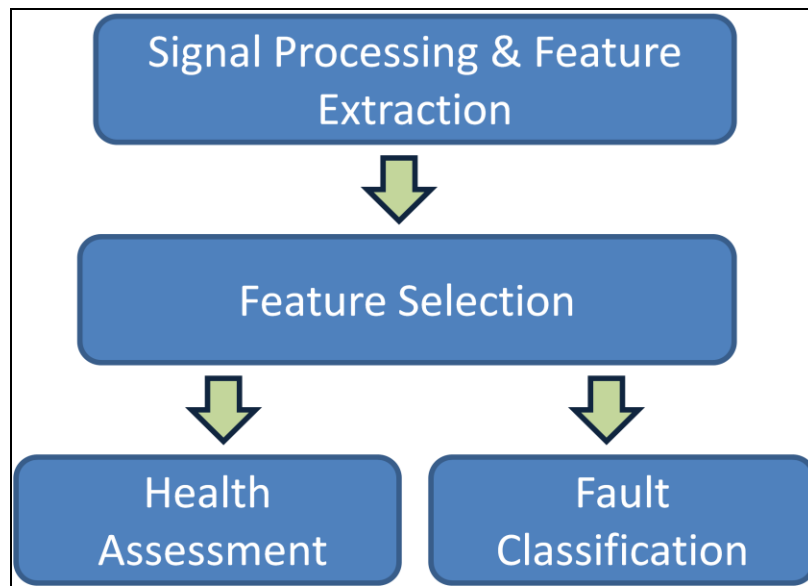 Signal Processing & Feature
Extraction
Feature Selection
Health
Assessment
Fault
Classification